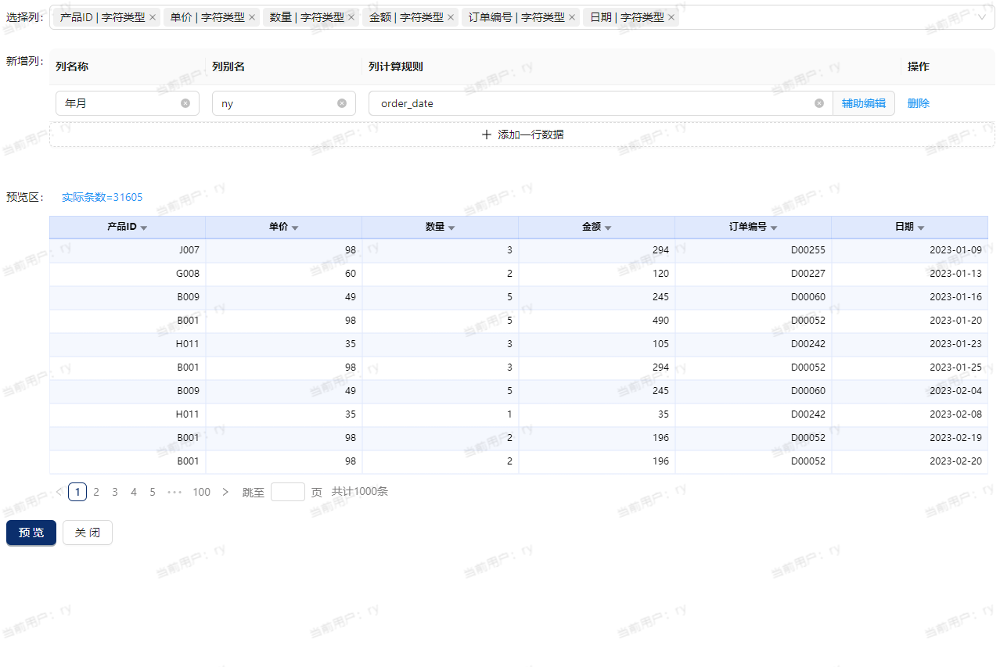 选择列： 产品ID | 字符类型 × 单价 | 字符类型 × 数量 | 字符类型 × 金额 | 字符类型 × 订单编号 | 字符类型 × 日期 | 字符类型 ×
新增列： 列名称 列别名 列计算规则 操作
年月 ny order_date 辅助编辑 删除
+ 添加一行数据
预览区： 实际条数=31605
产品ID 单价 数量 金额 订单编号 日期
J007 98 3 294 D00255 2023-01-09
G008 60 2 120 D00227 2023-01-13
B009 49 5 245 D00060 2023-01-16
B001 98 5 490 D00052 2023-01-20
H011 35 3 105 D00242 2023-01-23
B001 98 3 294 D00052 2023-01-25
B009 49 5 245 D00060 2023-02-04
H011 35 1 35 D00242 2023-02-08
B001 98 2 196 D00052 2023-02-19
B001 98 2 196 D00052 2023-02-20
< 1 2 3 4 5 ••• 100 > 跳至 页 共计1000条
预 览 关 闭
当前用户：ry